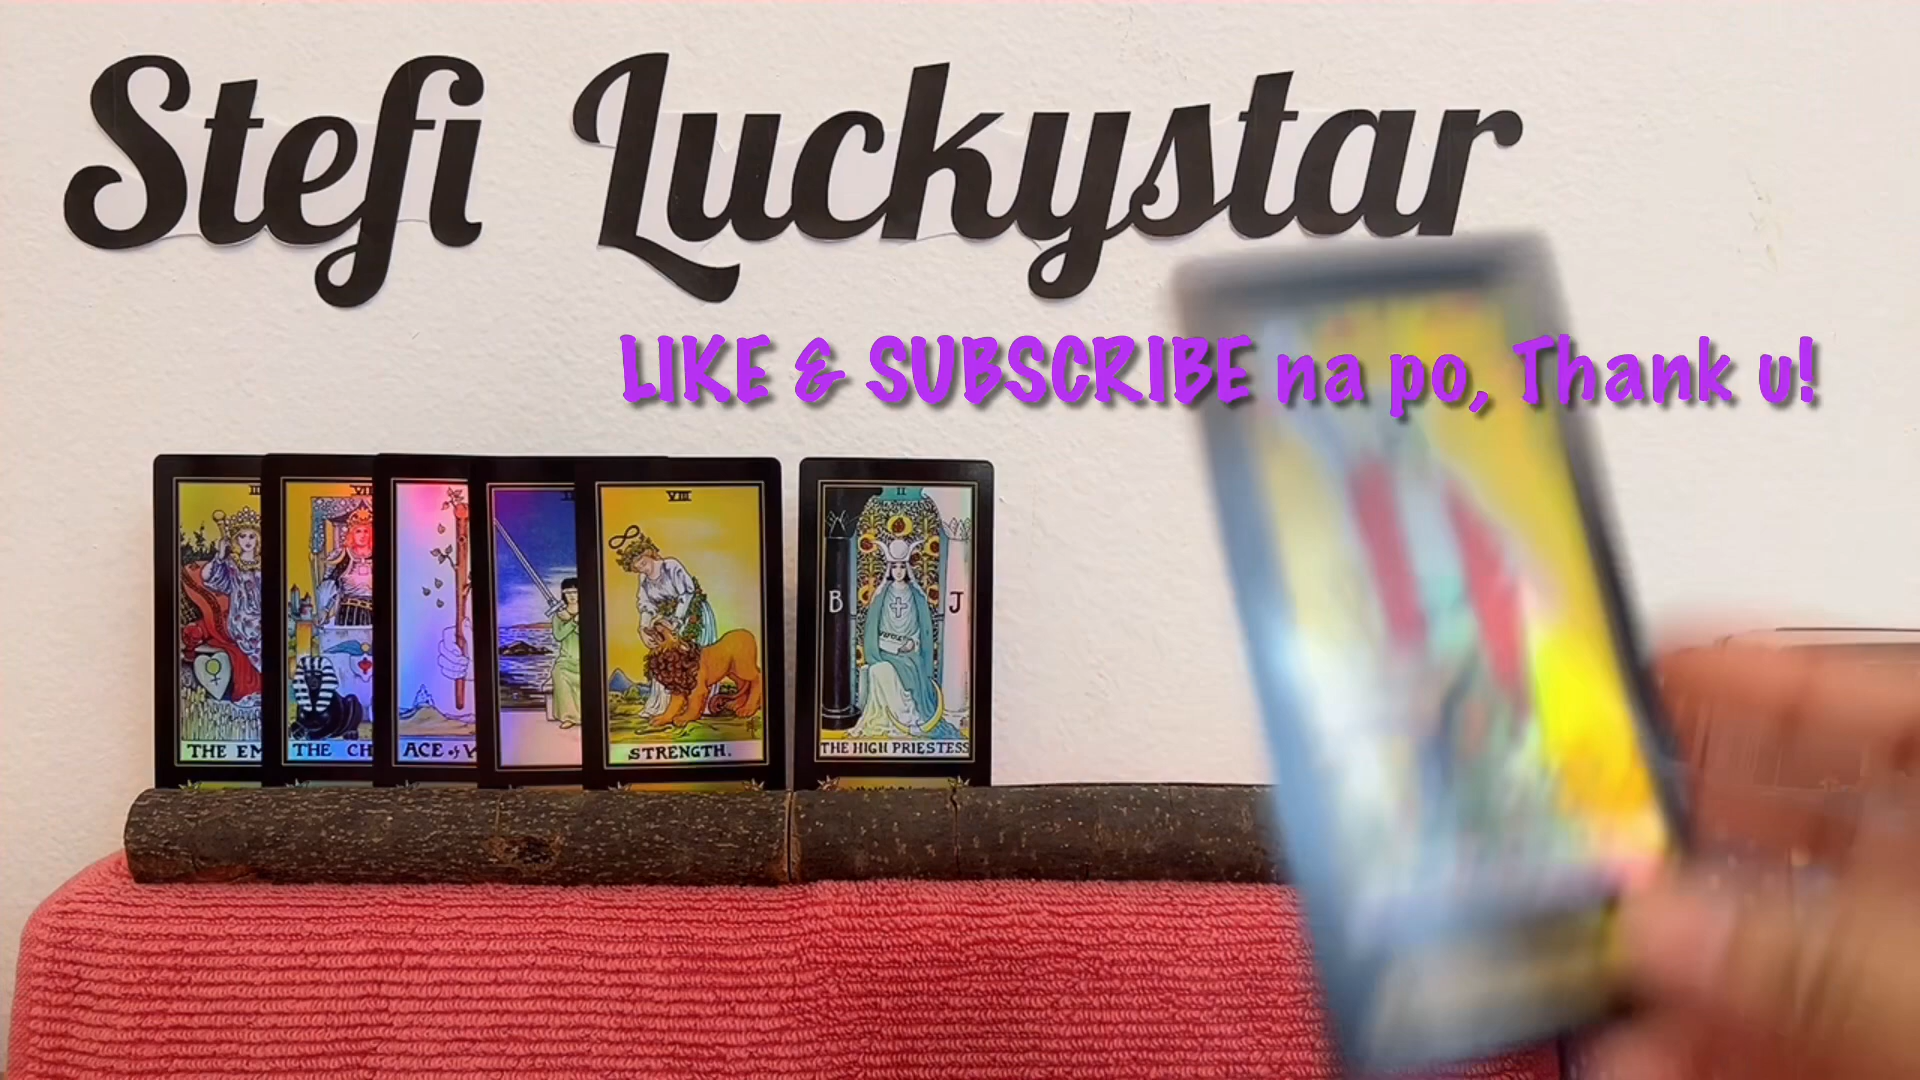 Stefi Luckystar
LIKE & SUBSCRIBE na po, Thank u!
VIII
II
B
J
THE EM
THE CH
ACE of
STRENGTH.
THE HIGH PRIESTESS